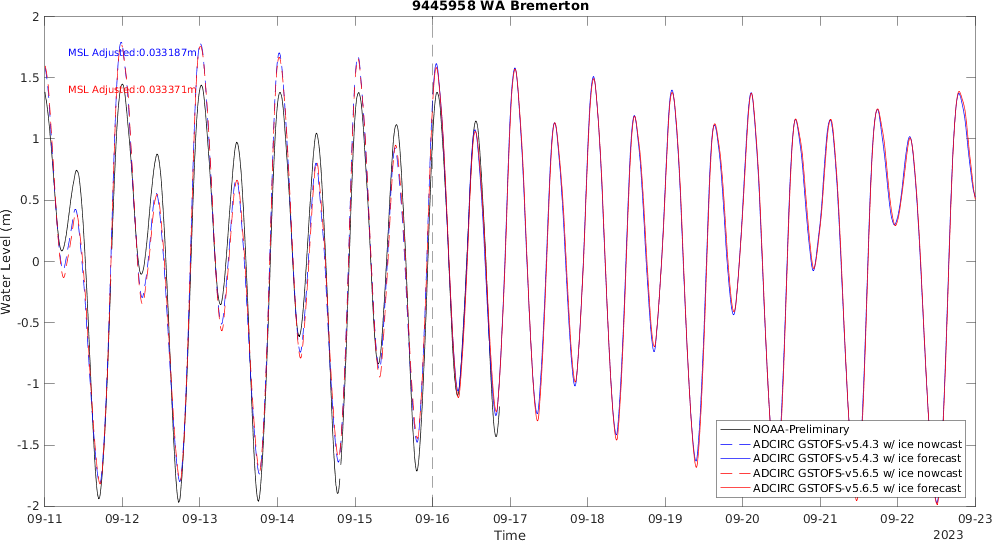 9445958 WA Bremerton
MSL Adjusted:0.033187m
MSL Adjusted:0.033371m
Water Level (m)
2
1.5
1
0.5
0
-0.5
-1
-1.5
-2
NOAA-Preliminary
ADCIRC GSTOFS-v5.4.3 w/ ice nowcast
ADCIRC GSTOFS-v5.4.3 w/ ice forecast
ADCIRC GSTOFS-v5.6.5 w/ ice nowcast
ADCIRC GSTOFS-v5.6.5 w/ ice forecast
09-11 09-12 09-13 09-14 09-15 09-16 09-17 09-18 09-19 09-20 09-21 09-22 09-23
Time
2023